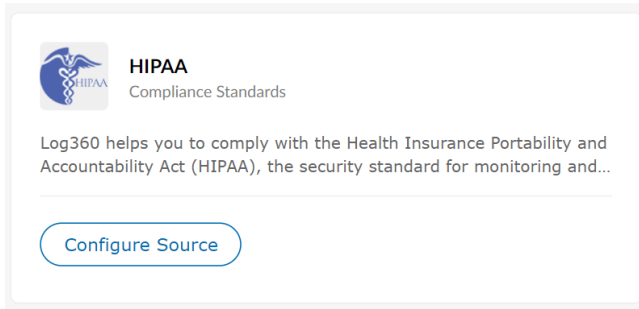 HIPAA
HIPAA
Compliance Standards
Log360 helps you to comply with the Health Insurance Portability and
Accountability Act (HIPAA), the security standard for monitoring and...
Configure Source